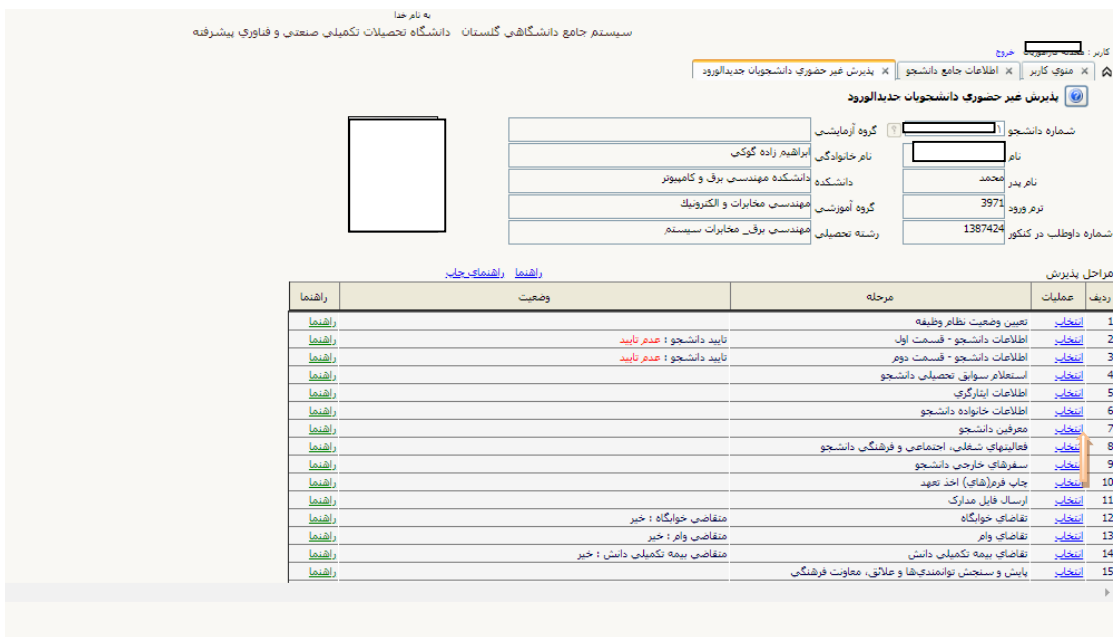 به نام خدا
سیستم جامع دانشگاهی گلستان   دانشگاه تحصیلات تکمیلی صنعتی و فناوری پیشرفته
کاربر :
خروج
منوی کاربر   اطلاعات جامع دانشجو   پذیرش غیر حضوری دانشجویان جدیدالورود
پذیرش غیر حضوری دانشجویان جدیدالورود
شماره دانشجو   گروه آزمایشی
نام   نام خانوادگی   ابراهیم زاده گوکی
نام پدر   محمد   دانشکده   دانشکده مهندسی برق و کامپیوتر
ترم ورود   3971   گروه آموزشی   مهندسی مخابرات و الکترونیك
شماره داوطلب در کنکور   1387424   رشته تحصیلی   مهندسی برق_ مخابرات سیستم
مراحل پذیرش   راهنما   راهنمای چاپ
ردیف   عملیات   مرحله   وضعیت   راهنما
1   انتخاب   تعیین وضعیت نظام وظیفه   راهنما
2   انتخاب   اطلاعات دانشجو - قسمت اول   تایید دانشجو : عدم تایید   راهنما
3   انتخاب   اطلاعات دانشجو - قسمت دوم   تایید دانشجو : عدم تایید   راهنما
4   انتخاب   استعلام سوابق تحصیلی دانشجو   راهنما
5   انتخاب   اطلاعات ایثارگری   راهنما
6   انتخاب   اطلاعات خانواده دانشجو   راهنما
7   انتخاب   معرفین دانشجو   راهنما
8   انتخاب   فعالیتهای شغلی، اجتماعی و فرهنگی دانشجو   راهنما
9   انتخاب   سفرهای خارجی دانشجو   راهنما
10   انتخاب   چاپ فرم(های) اخذ تعهد   راهنما
11   انتخاب   ارسال فایل مدارک   راهنما
12   انتخاب   تقاضای خوابگاه   متقاضی خوابگاه : خیر   راهنما
13   انتخاب   تقاضای وام   متقاضی وام : خیر   راهنما
14   انتخاب   تقاضای بیمه تکمیلی دانش   متقاضی بیمه تکمیلی دانش : خیر   راهنما
15   انتخاب   پایش و سنجش توانمندی‌ها و علائق، معاونت فرهنگی   راهنما